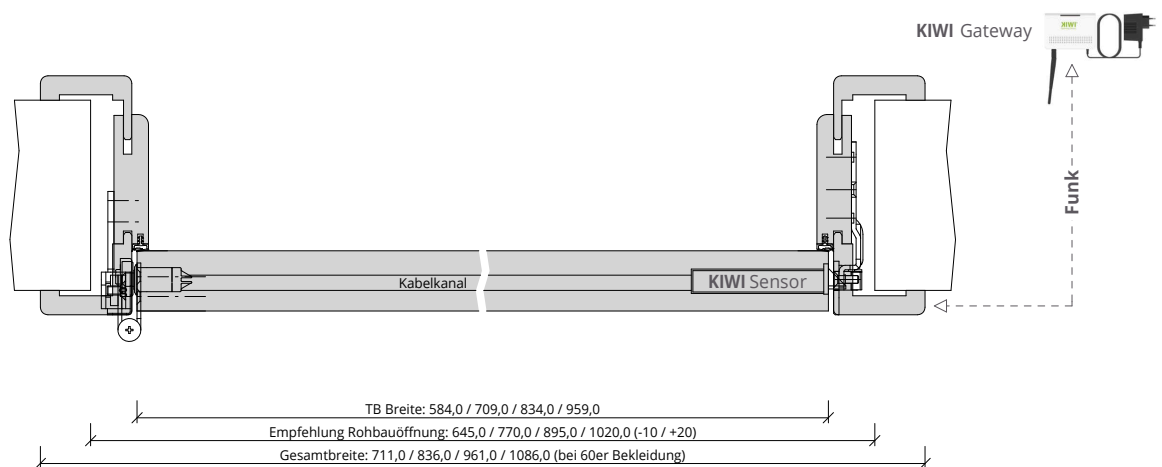 KIWI Gateway
KIWI
Funk
Kabelkanal
KIWI Sensor
TB Breite: 584,0 / 709,0 / 834,0 / 959,0
Empfehlung Rohbauöffnung: 645,0 / 770,0 / 895,0 / 1020,0 (-10 / +20)
Gesamtbreite: 711,0 / 836,0 / 961,0 / 1086,0 (bei 60er Bekleidung)